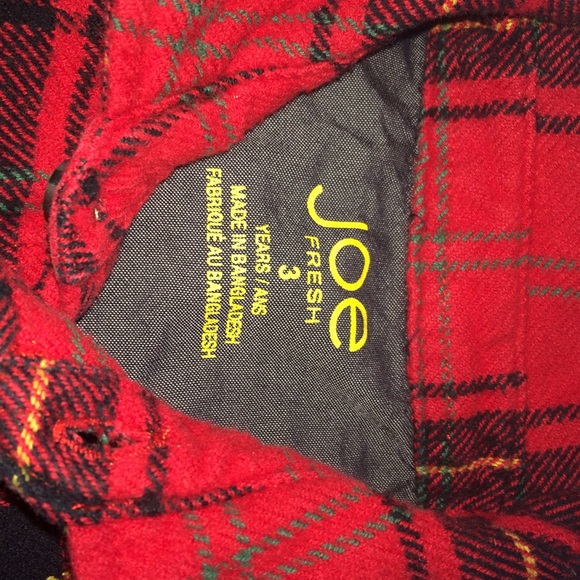 Joe
FRESH
3
YEARS / ANS
MADE IN BANGLADESH
FABRIQUÉ AU BANGLADESH